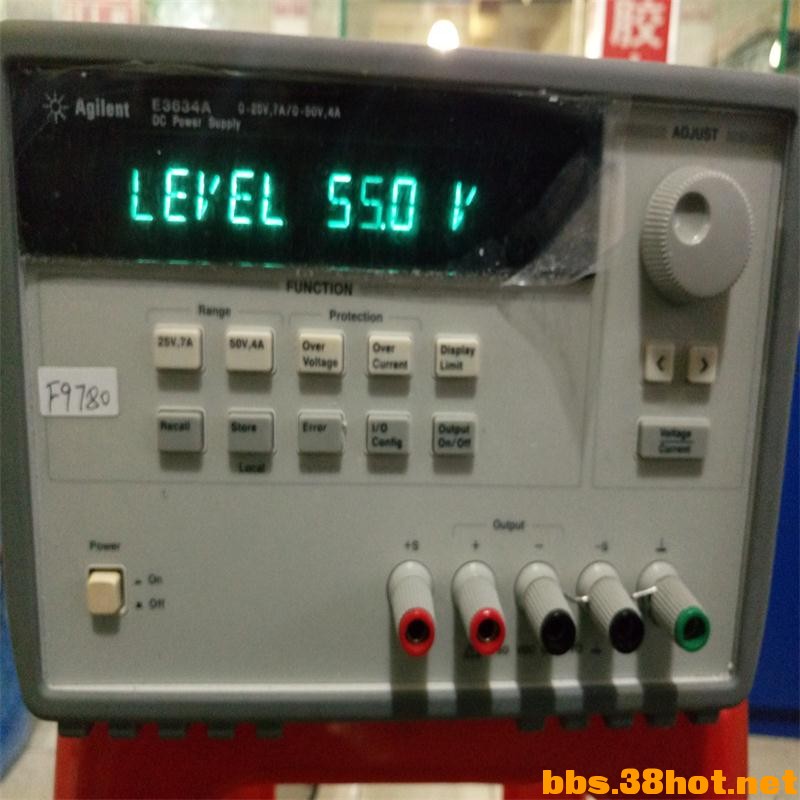 胶
Agilent E3634A 0-25V,7A/0-50V,4A
DC Power Supply
ADJUST
LEVEL 55.0 V
FUNCTION
Range
Protection
25V,7A
50V,4A
Over
Voltage
Over
Current
Display
Limit
< >
F9780
Recall
Store
Error
I/O
Config
Output
On/Off
Voltage
Current
Local
Output
Power
+S + - -S
On
Off
bbs.38hot.net